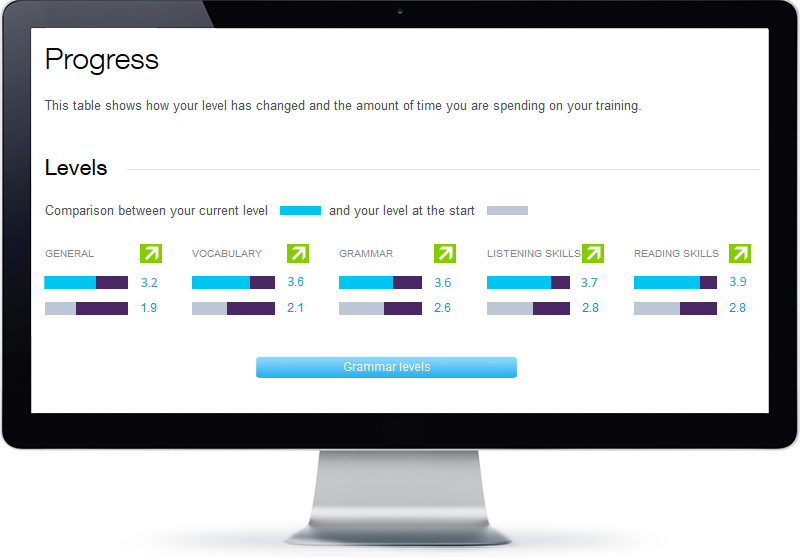 Progress
This table shows how your level has changed and the amount of time you are spending on your training.
Levels
Comparison between your current level and your level at the start
GENERAL VOCABULARY GRAMMAR LISTENING SKILLS READING SKILLS
3.2 3.6 3.6 3.7 3.9
1.9 2.1 2.6 2.8 2.8
Grammar levels